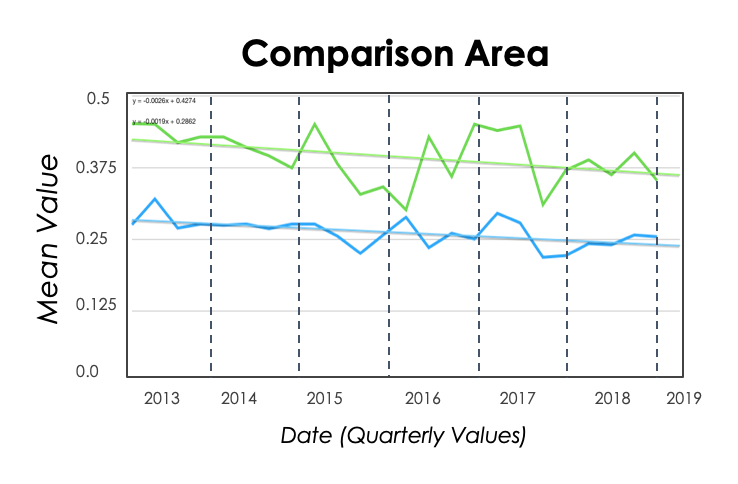 Comparison Area
0.5
y = -0.0026x + 0.4274
y = -0.0019x + 0.2862
0.375
0.25
0.125
0.0
Mean Value
2013 2014 2015 2016 2017 2018 2019
Date (Quarterly Values)